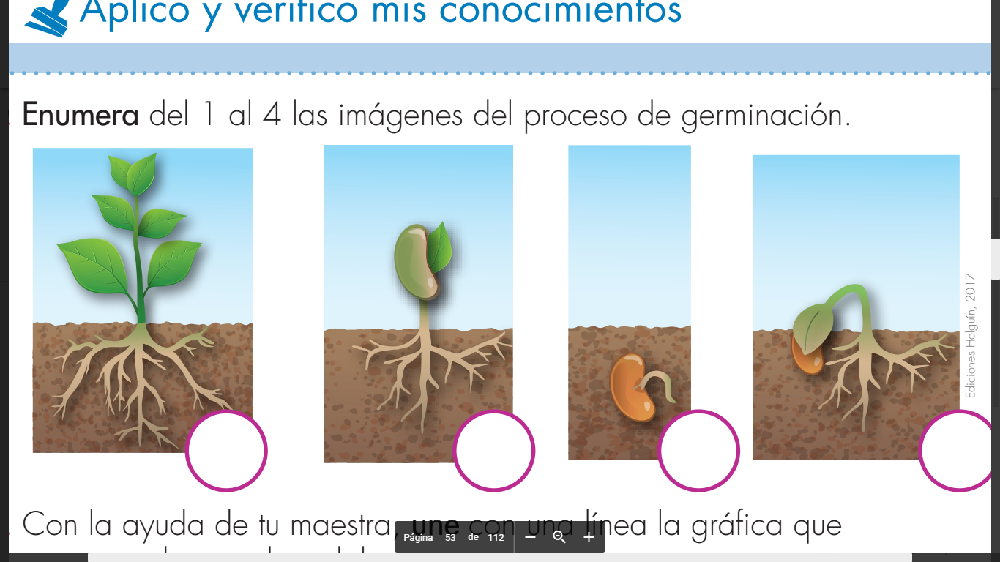 Aplico y verifico mis conocimientos
Enumera del 1 al 4 las imágenes del proceso de germinación.
Ediciones Holguín, 2017
Con la ayuda de tu maestra, une con una línea la gráfica que
Página 53 de 112